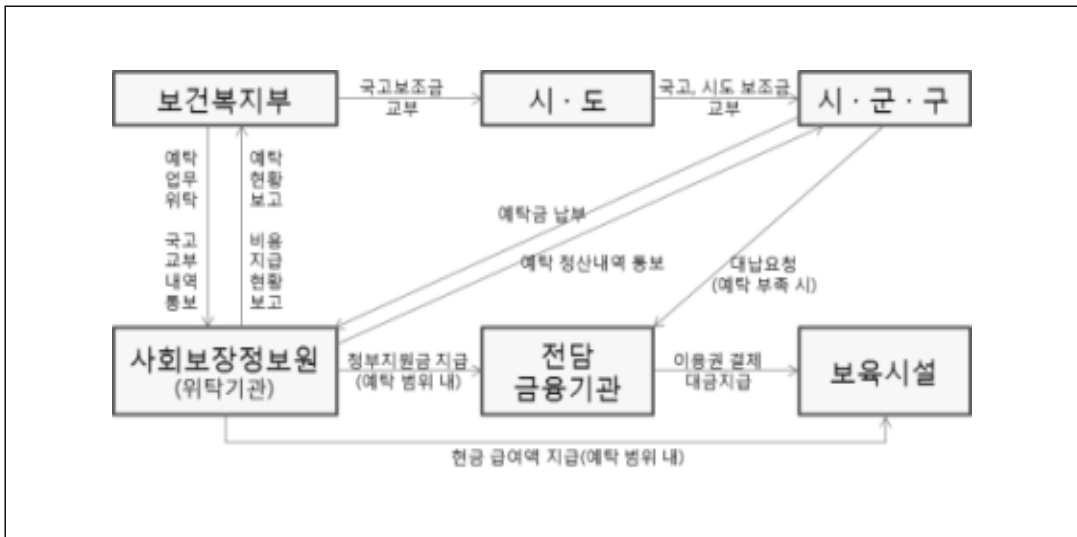 보건복지부
국고보조금
교부
시 · 도
국고, 시도 보조금
교부
시 · 군 · 구
예탁
업무
위탁
국고
교부
내역
통보
예탁
현황
보고
비용
지급
현황
보고
예탁금 납부
예탁 정산내역 통보
대납요청
(예탁 부족 시)
사회보장정보원
(위탁기관)
정부지원금 지급
(예탁 범위 내)
전담
금융기관
이용권 결제
대금지급
보육시설
현금 급여액 지급(예탁 범위 내)